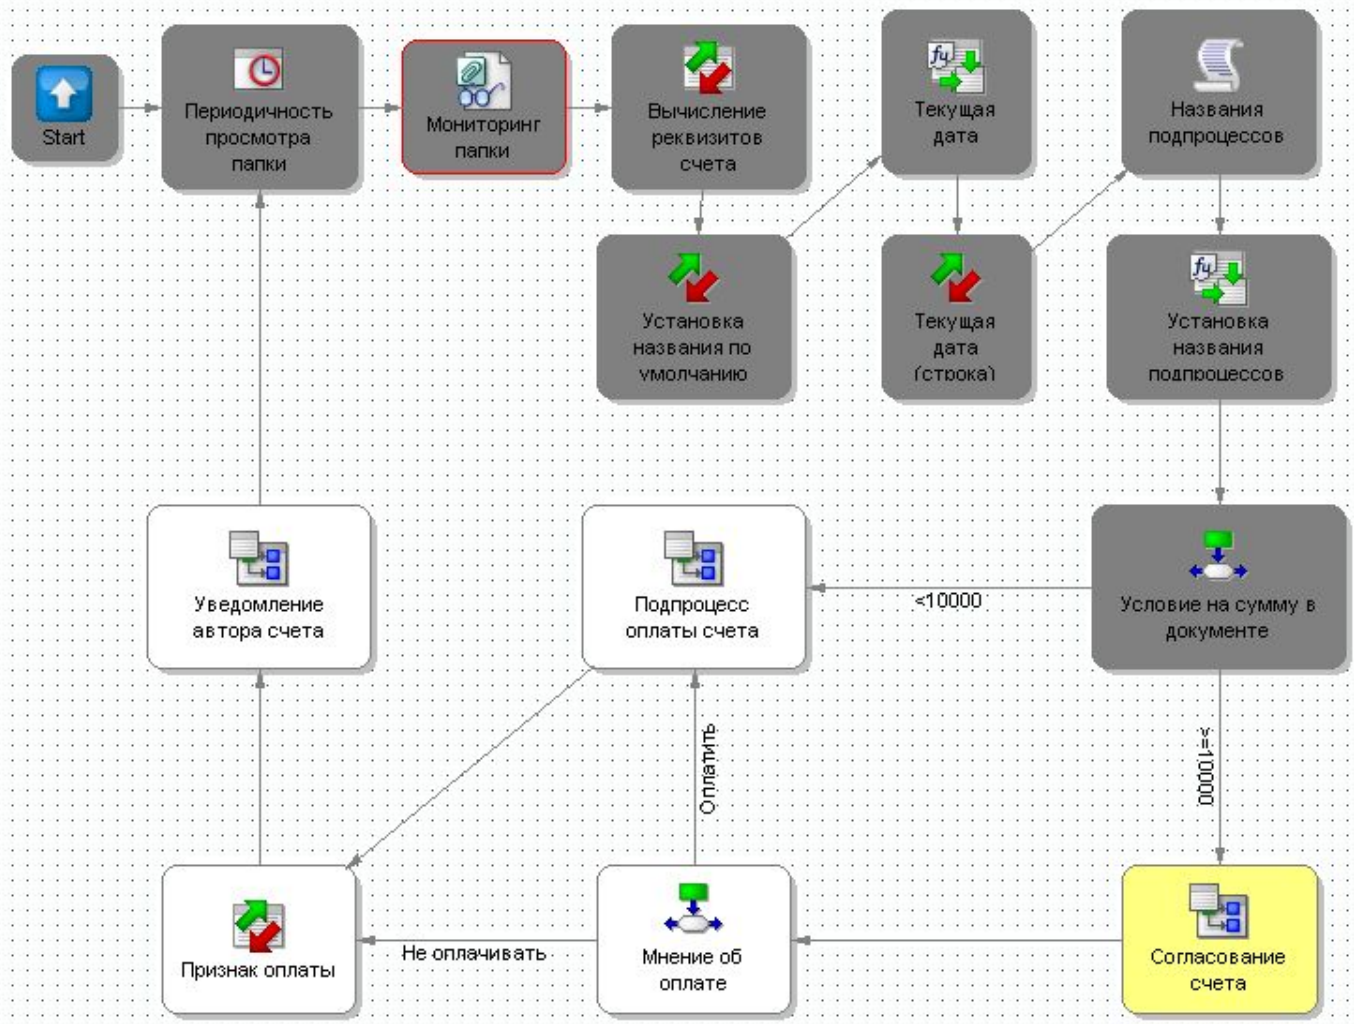 Start
Периодичность
просмотра
папки
Мониторинг
папки
Вычисление
реквизитов
счета
Текущая
дата
Названия
подпроцессов
Установка
названия по
умолчанию
Текущая
дата
(строка)
Установка
названия
подпроцессов
Уведомление
автора счета
Подпроцесс
оплаты счета
<10000
Условие на сумму в
документе
Оплатить
>=10000
Признак оплаты
Не оплачивать
Мнение об
оплате
Согласование
счета